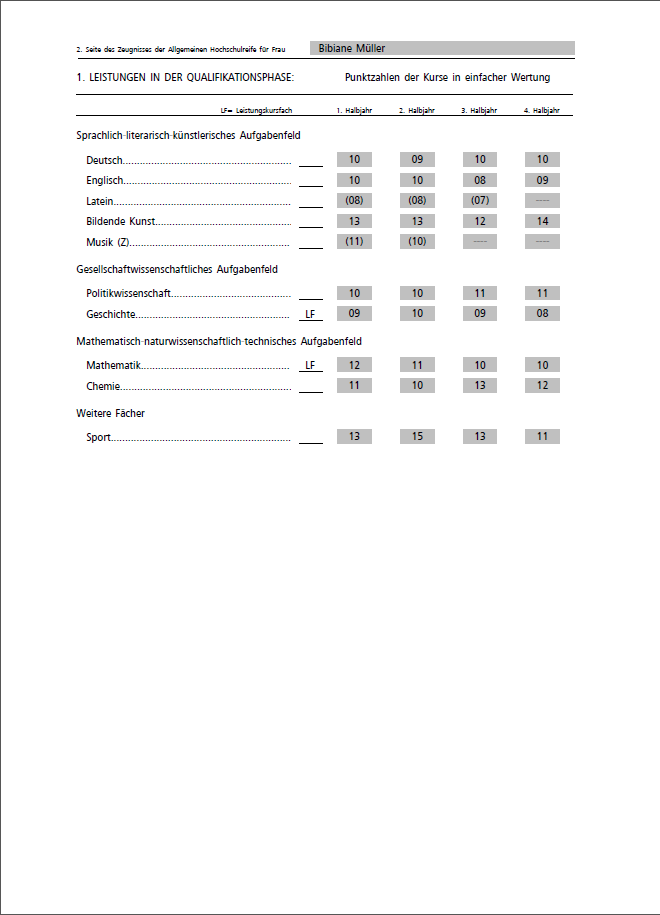 2. Seite des Zeugnisses der Allgemeinen Hochschulreife für Frau Bibiane Müller
1. LEISTUNGEN IN DER QUALIFIKATIONSPHASE: Punktzahlen der Kurse in einfacher Wertung
LF= Leistungskursfach 1. Halbjahr 2. Halbjahr 3. Halbjahr 4. Halbjahr
Sprachlich-literarisch-künstlerisches Aufgabenfeld
Deutsch 10 09 10 10
Englisch 10 10 08 09
Latein (08) (08) (07) ----
Bildende Kunst 13 13 12 14
Musik (Z) (11) (10) ---- ----
Gesellschaftwissenschaftliches Aufgabenfeld
Politikwissenschaft 10 10 11 11
Geschichte LF 09 10 09 08
Mathematisch-naturwissenschaftlich-technisches Aufgabenfeld
Mathematik LF 12 11 10 10
Chemie 11 10 13 12
Weitere Fächer
Sport 13 15 13 11